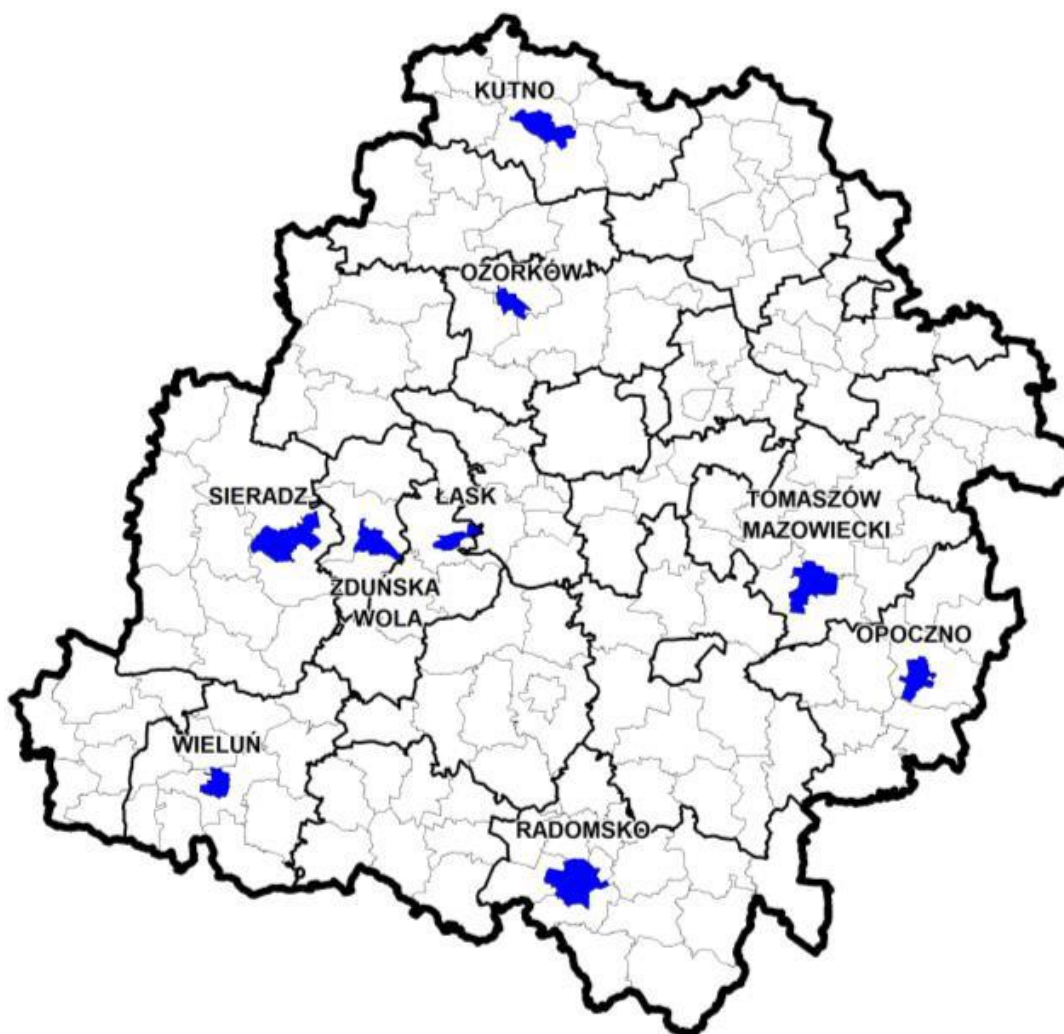 KUTNO
OZORKÓW
SIERADZ
ŁASK
TOMASZÓW
MAZOWIECKI
ZDUŃSKA
WOLA
OPOCZNO
WIELUŃ
RADOMSKO